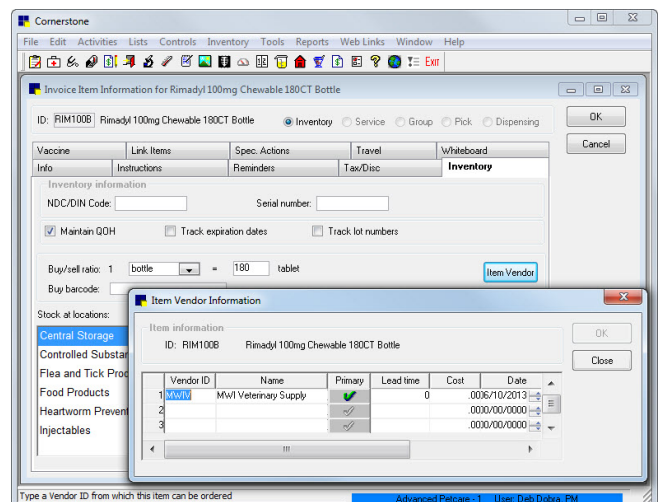 Cornerstone
File Edit Activities Lists Controls Inventory Tools Reports Web Links Window Help
EXIT
Invoice Item Information for Rimadyl 100mg Chewable 180CT Bottle
ID: RIM100B Rimadyl 100mg Chewable 180CT Bottle Inventory Service Group Pick Dispensing
OK
Cancel
Vaccine Link Items Spec. Actions Travel Whiteboard
Info Instructions Reminders Tax/Disc Inventory
Inventory information
NDC/DIN Code: Serial number:
Maintain QOH Track expiration dates Track lot numbers
Buy/sell ratio: 1 bottle = 180 tablet Item Vendor
Buy barcode:
Stock at locations:
Central Storage
Controlled Substan
Flea and Tick Prod
Food Products
Heartworm Prevent
Injectables
Item Vendor Information
Item information
ID: RIM100B Rimadyl 100mg Chewable 180CT Bottle
OK
Close
Vendor ID Name Primary Lead time Cost Date
1 MWIV MWI Veterinary Supply 0 .00 06/10/2013
2 .00 00/00/0000
3 .00 00/00/0000
Type a Vendor ID from which this item can be ordered
Advanced Petcare - 1 User: Deb Dobra, PM